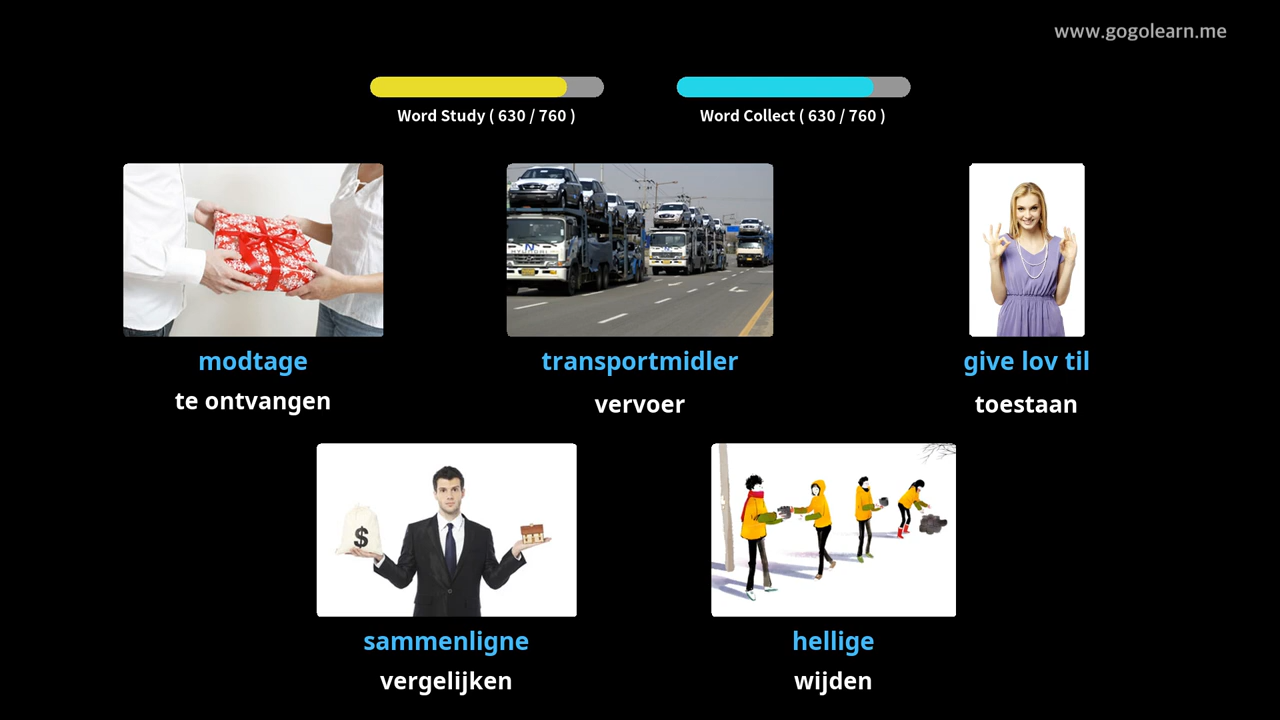 www.gogolearn.me
Word Study ( 630 / 760 )
Word Collect ( 630 / 760 )
modtage
te ontvangen
transportmidler
vervoer
give lov til
toestaan
$
sammenligne
vergelijken
hellige
wijden